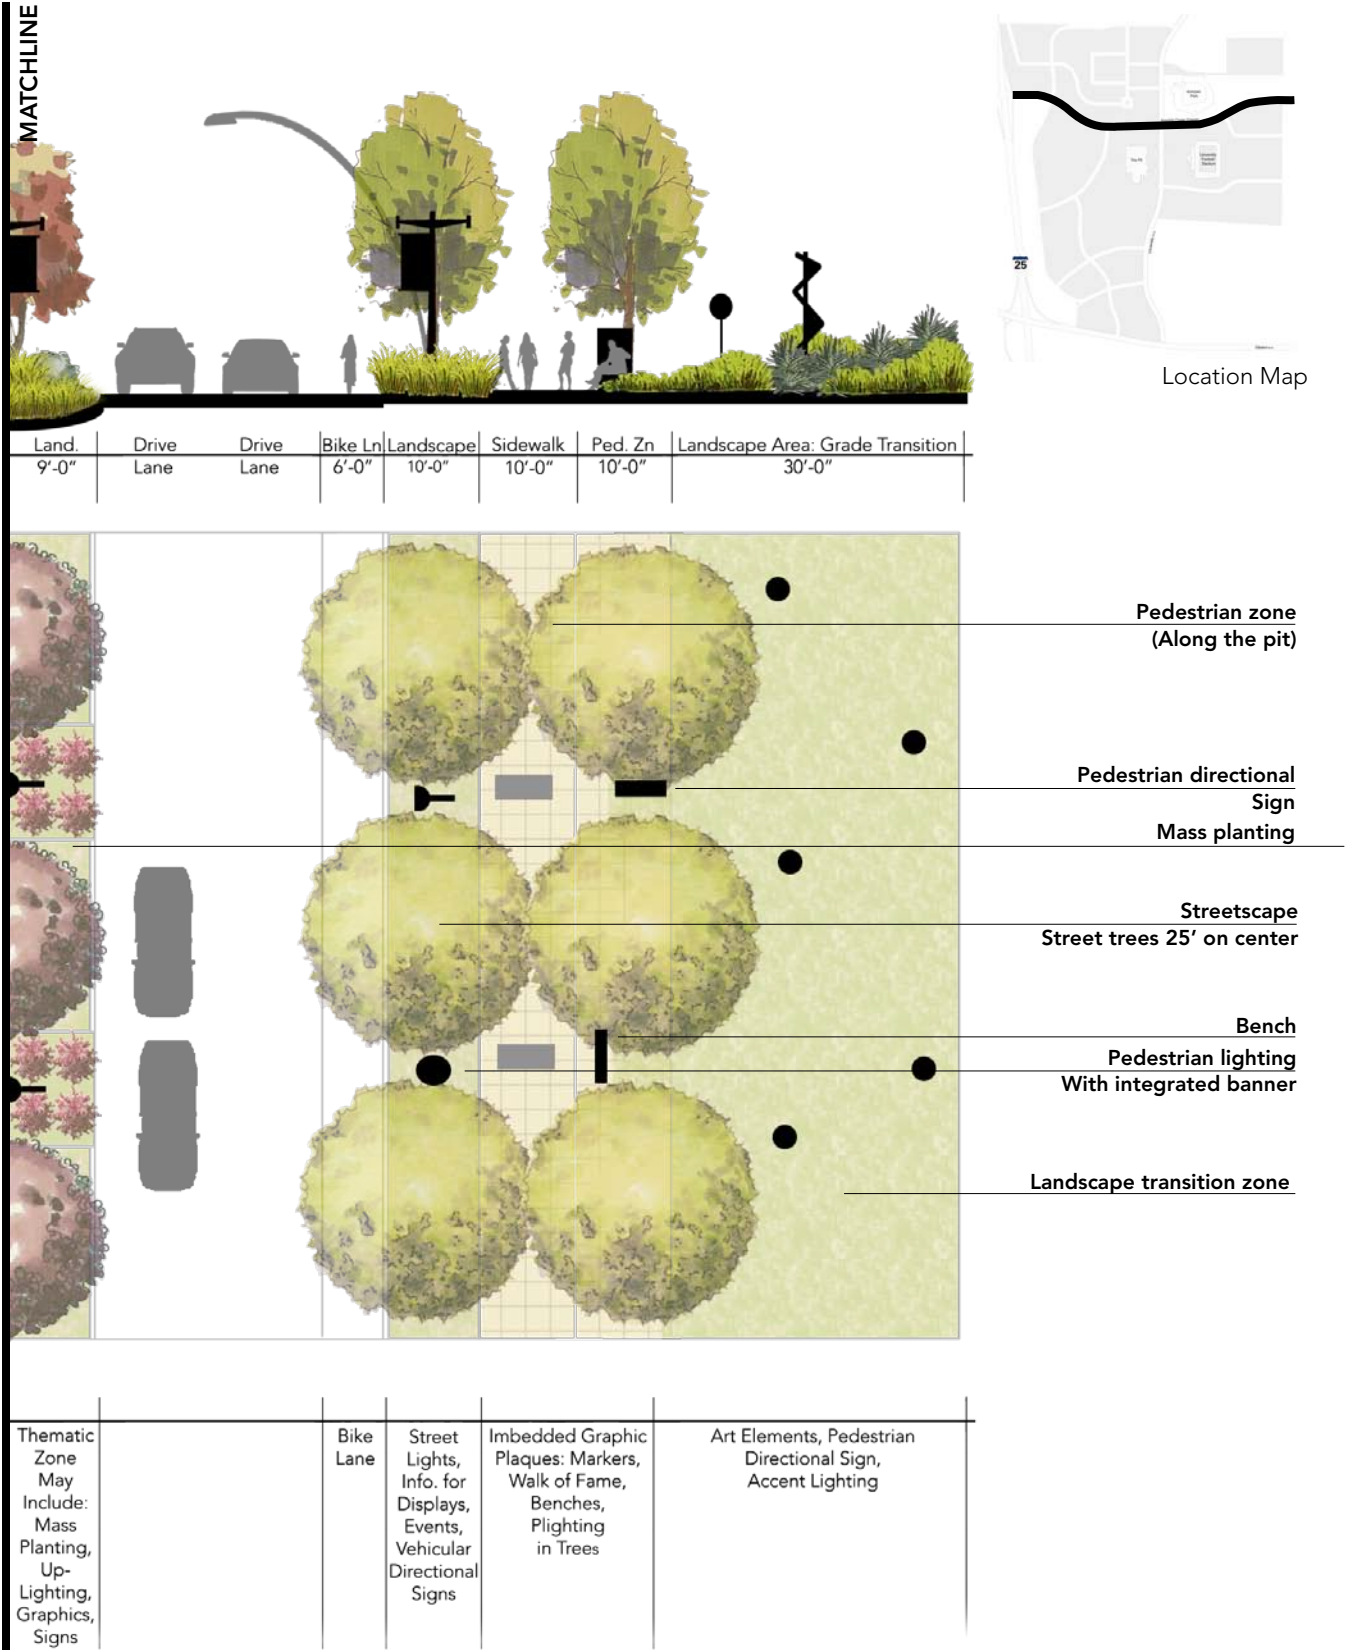 MATCHLINE
25
Location Map
Land. Drive Drive Bike Ln Landscape Sidewalk Ped. Zn Landscape Area: Grade Transition
9'-0" Lane Lane 6'-0" 10'-0" 10'-0" 10'-0" 30'-0"
Pedestrian zone
(Along the pit)
Pedestrian directional
Sign
Mass planting
Streetscape
Street trees 25' on center
Bench
Pedestrian lighting
With integrated banner
Landscape transition zone
Thematic
Zone
May
Include:
Mass
Planting,
Up-
Lighting,
Graphics,
Signs
Bike
Lane
Street
Lights,
Info. for
Displays,
Events,
Vehicular
Directional
Signs
Imbedded Graphic
Plaques: Markers,
Walk of Fame,
Benches,
Plighting
in Trees
Art Elements, Pedestrian
Directional Sign,
Accent Lighting